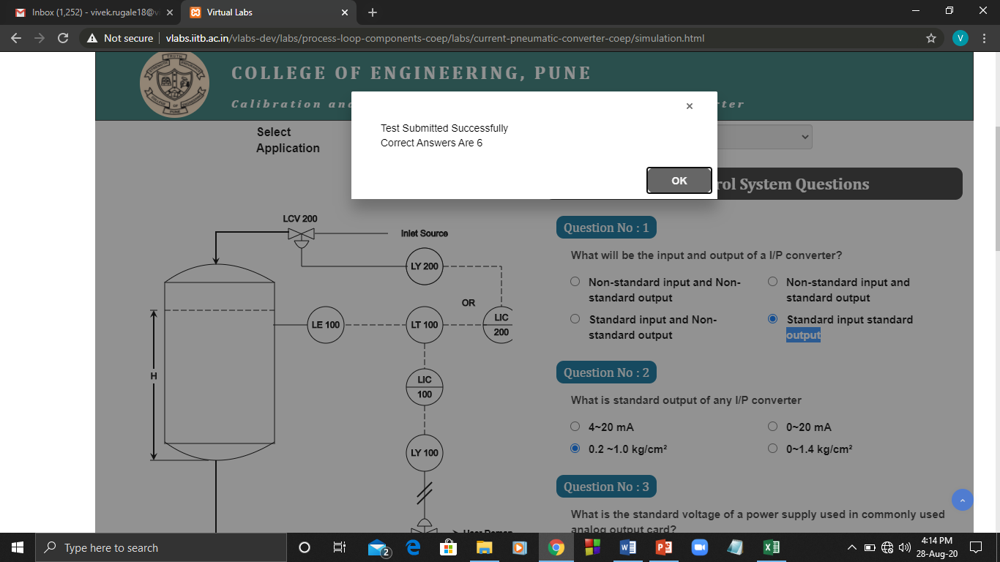 Inbox (1,252) - vivek.rugale18@v
Virtual Labs
Not secure
vlabs.iitb.ac.in/vlabs-dev/labs/process-loop-components-coep/labs/current-pneumatic-converter-coep/simulation.html
V
COLLEGE OF ENGINEERING, PUNE
Calibration and
rter
Test Submitted Successfully
Correct Answers Are 6
OK
Select
Application
rol System Questions
LCV 200
Inlet Source
LY 200
OR
LE 100
LT 100
LIC
200
LIC
100
H
LY 100
Question No : 1
What will be the input and output of a I/P converter?
Non-standard input and Non-
standard output
Non-standard input and
standard output
Standard input and Non-
standard output
Standard input standard
output
Question No : 2
What is standard output of any I/P converter
4~20 mA
0~20 mA
0.2 ~1.0 kg/cm²
0~1.4 kg/cm²
Question No : 3
What is the standard voltage of a power supply used in commonly used
analog output card?
Type here to search
2
4:14 PM
28-Aug-20